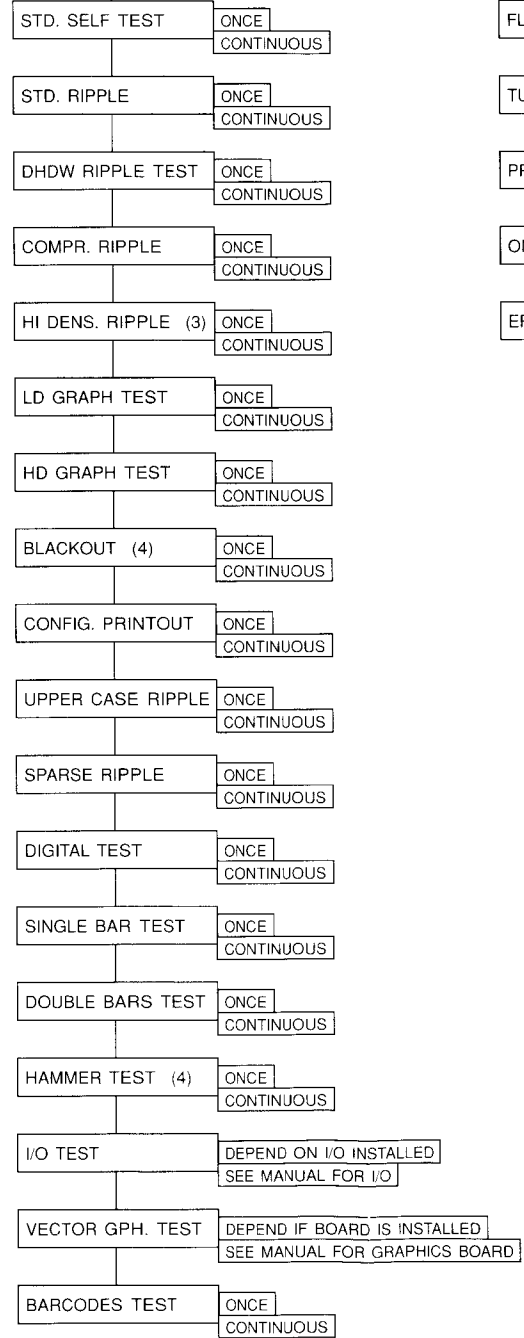 STD. SELF TEST
ONCE
CONTINUOUS
STD. RIPPLE
ONCE
CONTINUOUS
DHDW RIPPLE TEST
ONCE
CONTINUOUS
COMPR. RIPPLE
ONCE
CONTINUOUS
HI DENS. RIPPLE (3)
ONCE
CONTINUOUS
LD GRAPH TEST
ONCE
CONTINUOUS
HD GRAPH TEST
ONCE
CONTINUOUS
BLACKOUT (4)
ONCE
CONTINUOUS
CONFIG. PRINTOUT
ONCE
CONTINUOUS
UPPER CASE RIPPLE
ONCE
CONTINUOUS
SPARSE RIPPLE
ONCE
CONTINUOUS
DIGITAL TEST
ONCE
CONTINUOUS
SINGLE BAR TEST
ONCE
CONTINUOUS
DOUBLE BARS TEST
ONCE
CONTINUOUS
HAMMER TEST (4)
ONCE
CONTINUOUS
I/O TEST
DEPEND ON I/O INSTALLED
SEE MANUAL FOR I/O
VECTOR GPH. TEST
DEPEND IF BOARD IS INSTALLED
SEE MANUAL FOR GRAPHICS BOARD
BARCODES TEST
ONCE
CONTINUOUS